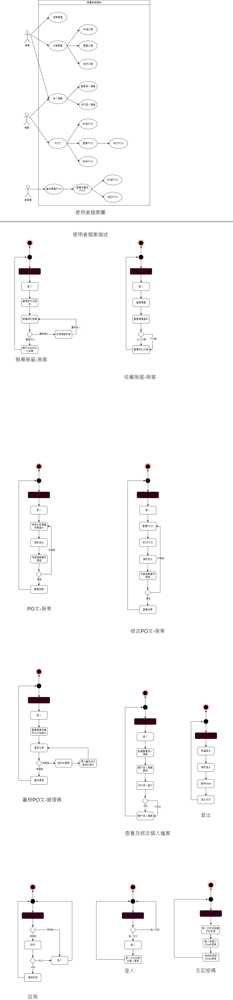 租屋系統網站
搜尋房屋
新增收藏
房客
收藏房屋
查看收藏
刪除收藏
查看個人檔案
個人檔案
修改個人檔案
房東
新增PO文
PO文
查看PO文
修改PO文
刪除PO文
新增PO文
管理員
審核房東PO文
查看待審核
PO文
退回PO文
使用者個案圖
使用者個案描述
登入
選擇縣市及區
域
篩選類別搜尋
重新輸入
查無類別
回傳錯誤訊息
查詢成功
顯示符合條件
之結果
搜尋房屋-房客
登入
選擇房屋
查看房屋資訊
加入收藏
不收藏
查看我的收藏
收藏房屋-房客
登入
填寫出租房屋
相關資料
確認送出
未通過
待管理員審核
通過
通過
查看結果
PO文-房東
登入
查看PO文
修改PO文
確認送出
未通過
待管理員審核
通過
通過
查看結果
修改PO文-房東
登入
查看房東待審
核之出租資料
是否正確
有錯誤
退回給房東
再次審核修改
過後的資料
無錯誤
審核通過
審核PO文-管理員
登入
點選查看個人
檔案
顯示個人檔案
頁面
修改個人資料
修改
不修改
顯示個人檔案
查看及修改個人檔案
點選登出
確認登出
清除token
登出成功
登出
有帳號
無帳號
註冊
成功
登入
失敗
錯誤訊息
註冊
登入失敗
登入成功
登入
登入成功訊息
並進入頁面
登入
登入失敗或點擊
忘記密碼
輸入驗證之
Email信箱
傳送密碼至
Email信箱
忘記密碼